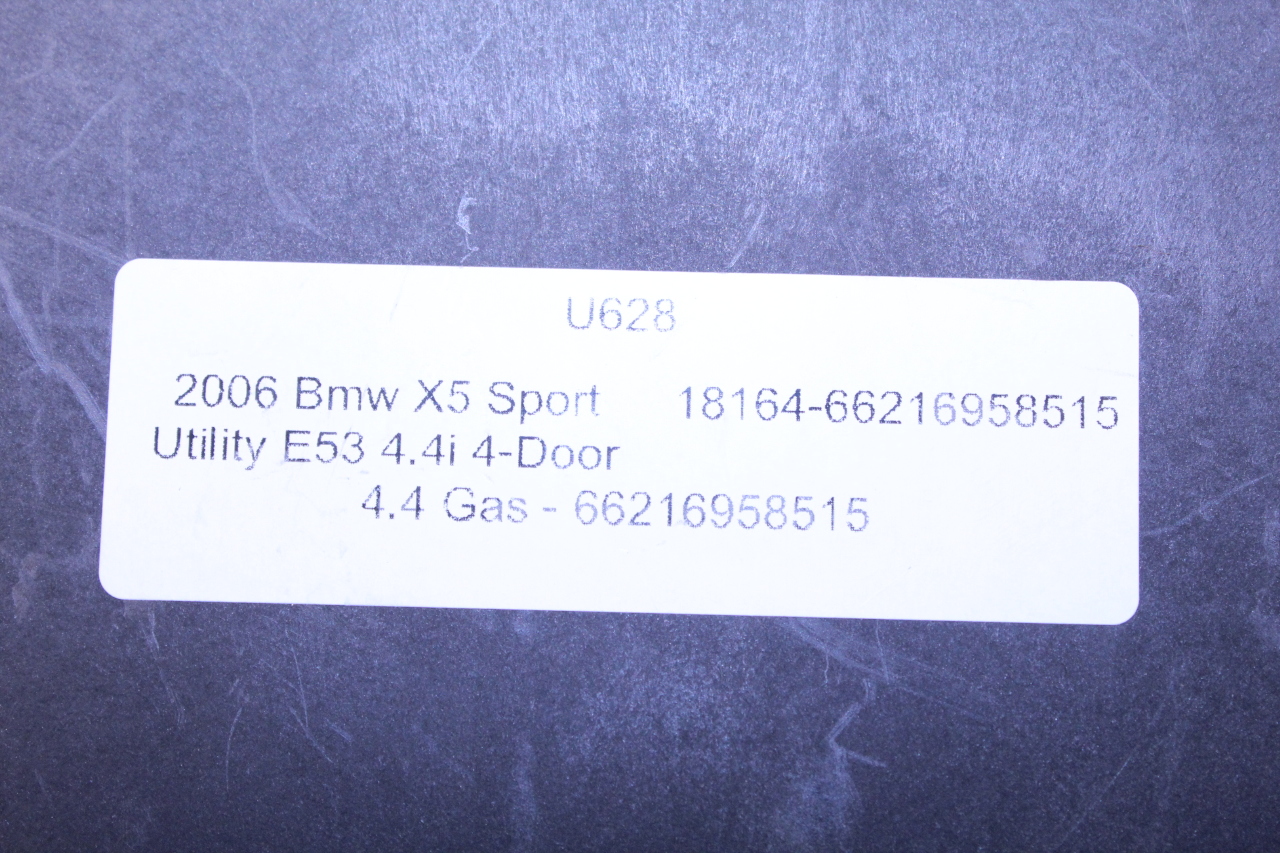 U628
2006 Bmw X5 Sport 18164-66216958515
Utility E53 4.4i 4-Door
4.4 Gas - 66216958515